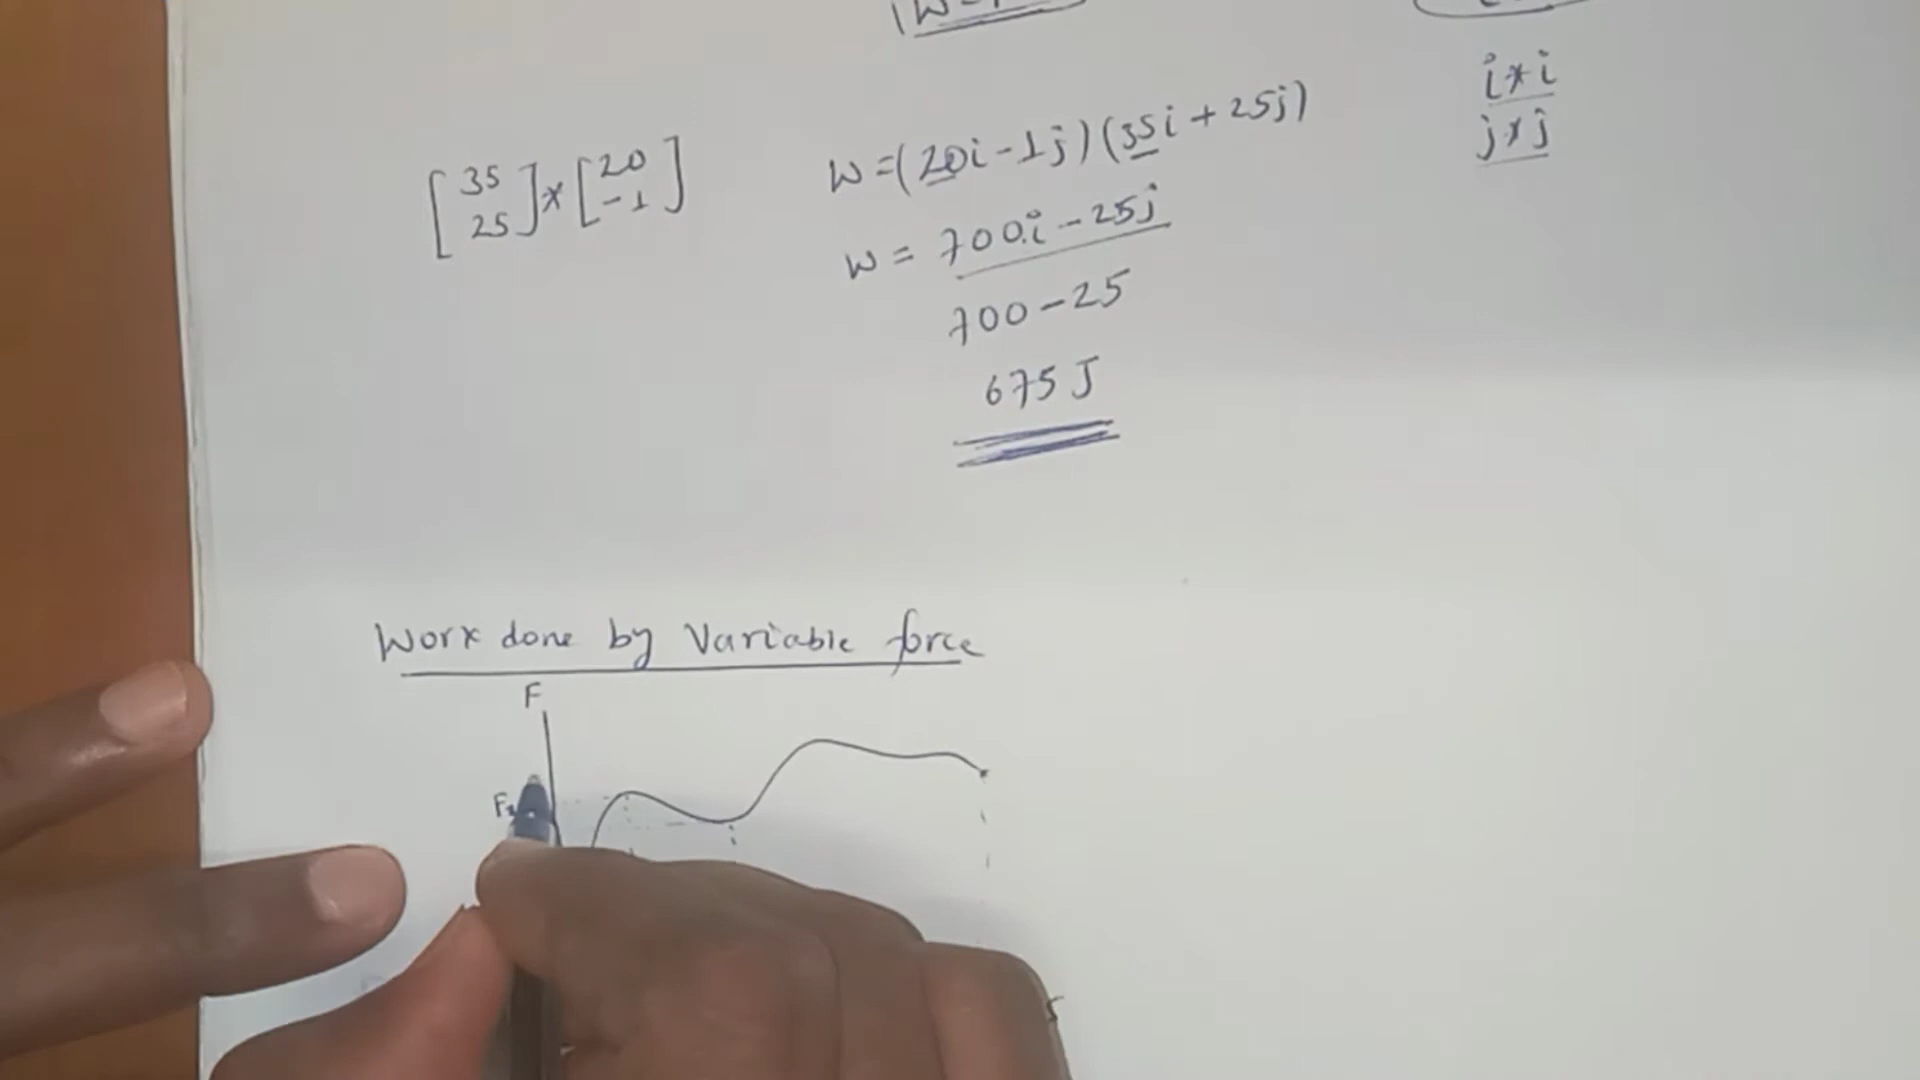 i*i
j*j
[35 25]*[20 -1]
W=(20i-1j)(35i+25j)
W = 700i-25j
700-25
675 J
Work done by Variable force
F